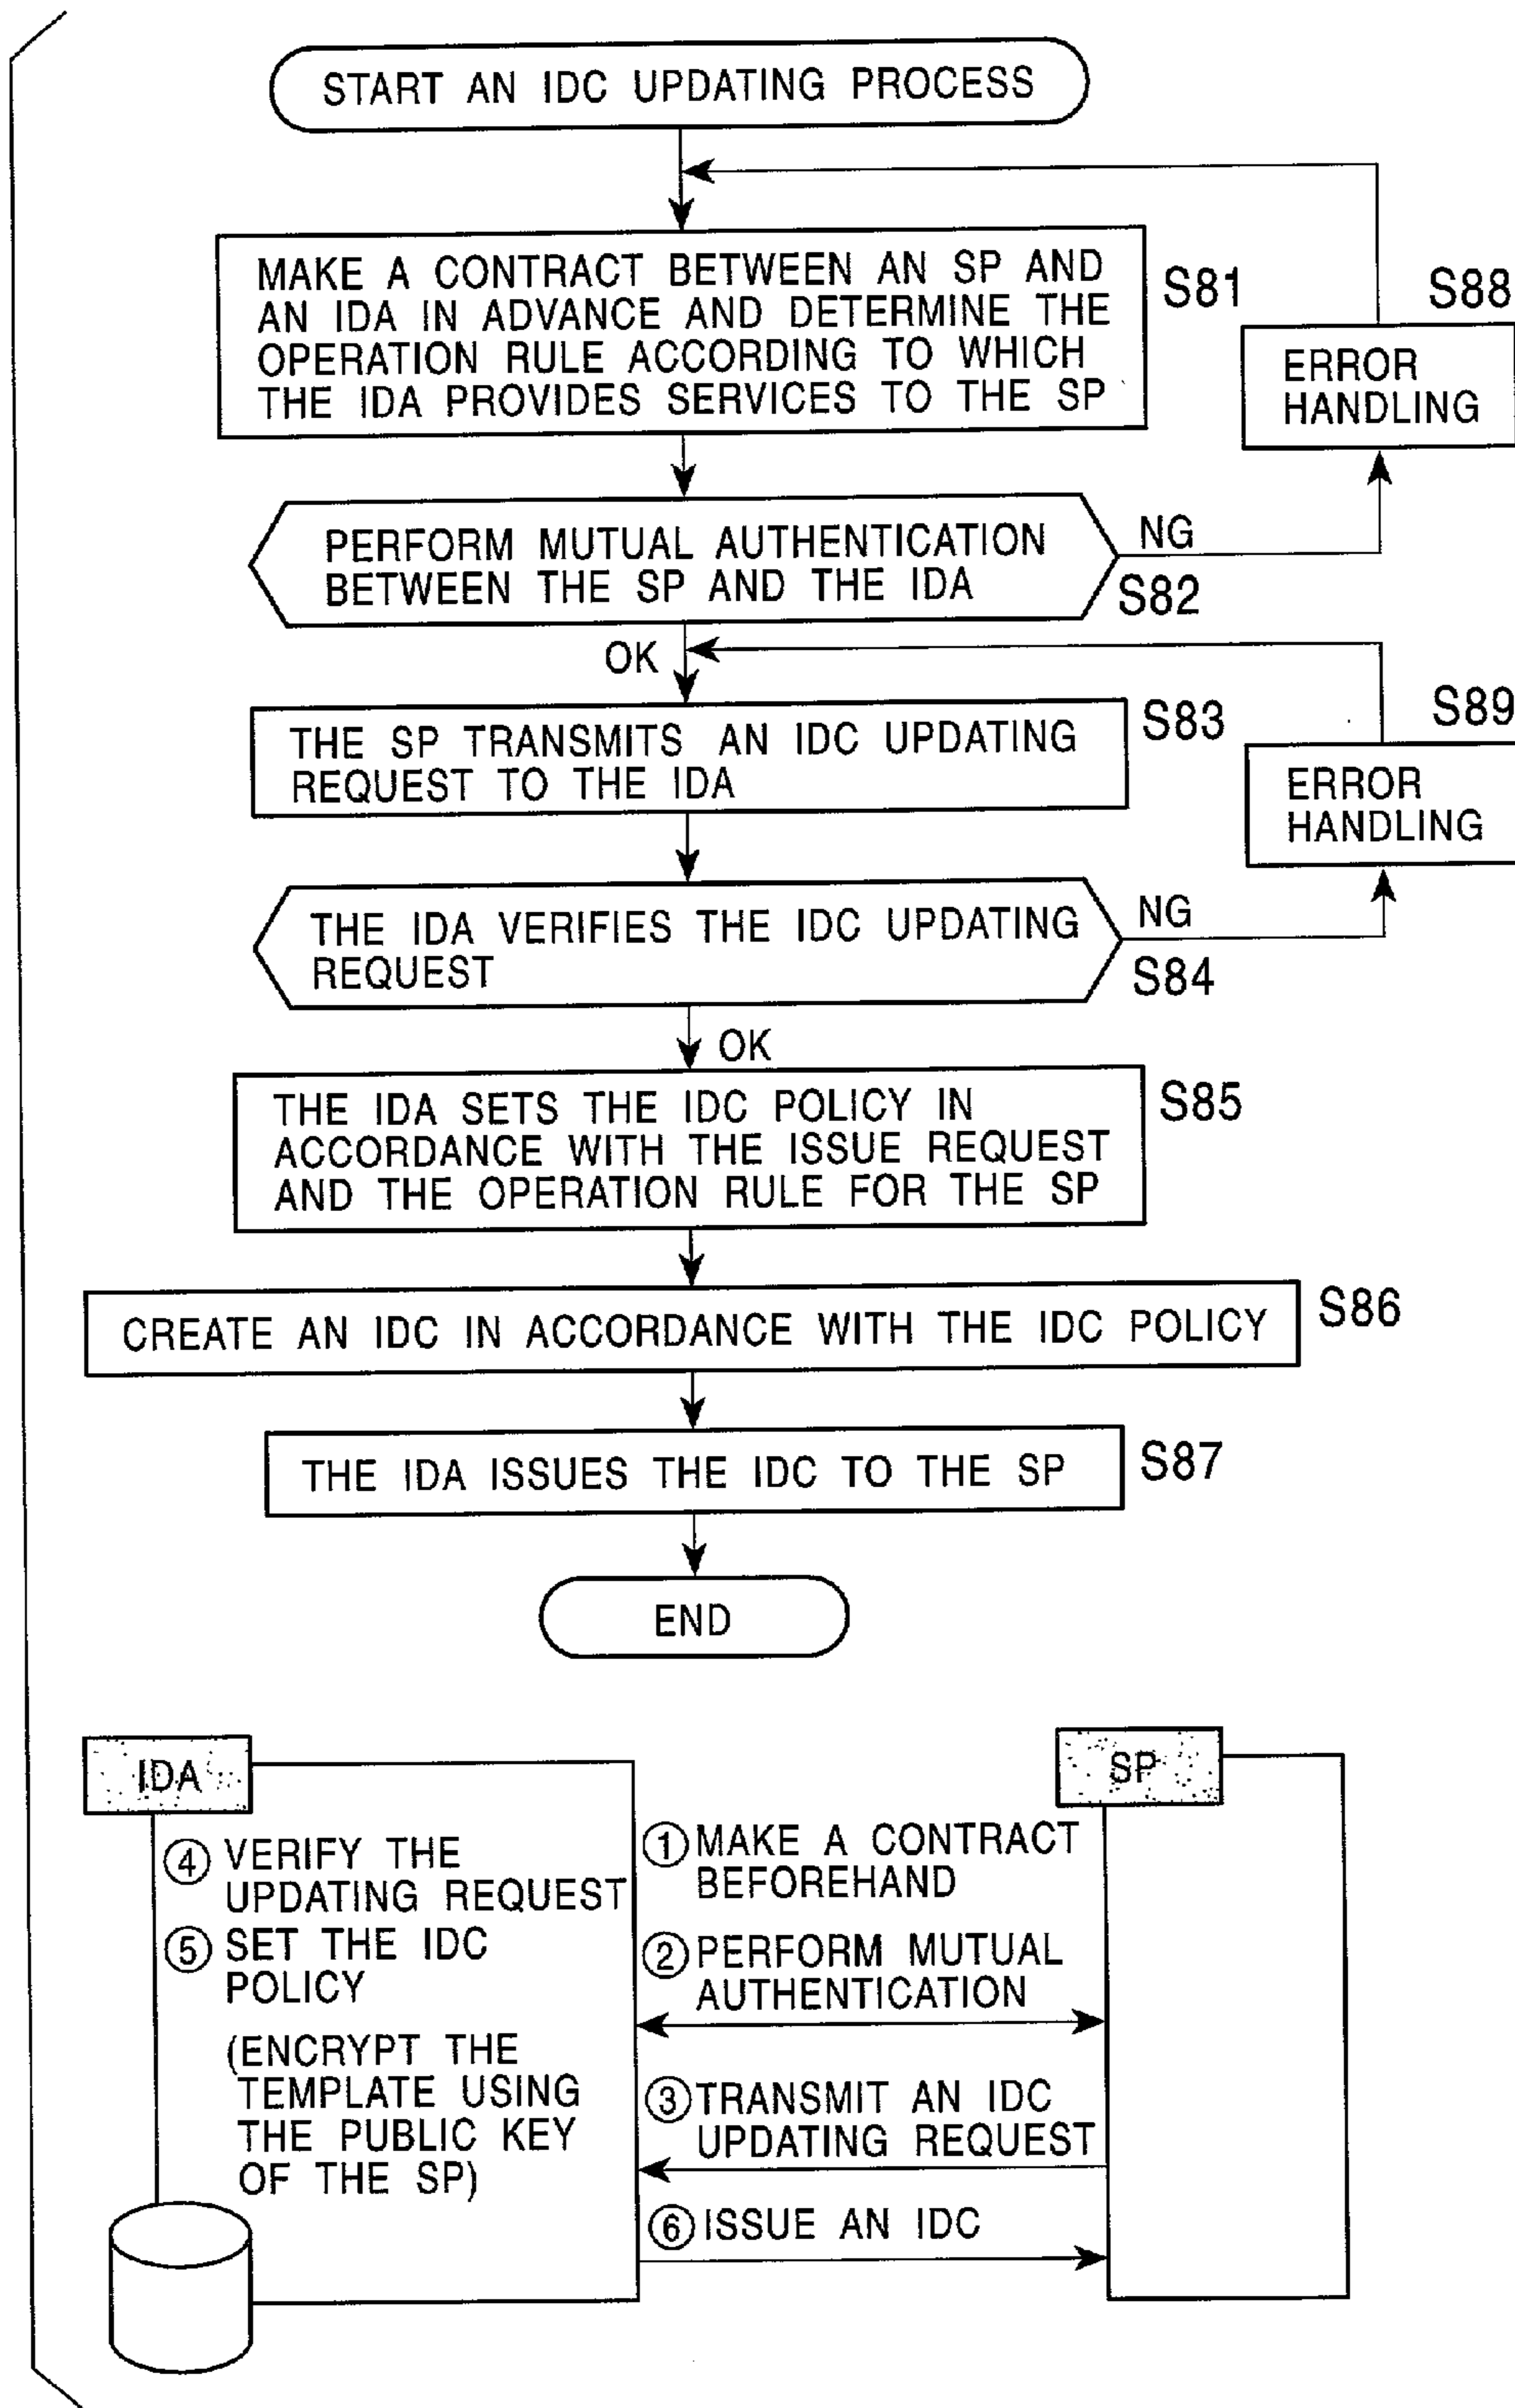 START AN IDC UPDATING PROCESS
MAKE A CONTRACT BETWEEN AN SP AND
AN IDA IN ADVANCE AND DETERMINE THE
OPERATION RULE ACCORDING TO WHICH
THE IDA PROVIDES SERVICES TO THE SP
S81
S88
ERROR
HANDLING
PERFORM MUTUAL AUTHENTICATION
BETWEEN THE SP AND THE IDA
NG
S82
OK
THE SP TRANSMITS AN IDC UPDATING
REQUEST TO THE IDA
S83
S89
ERROR
HANDLING
THE IDA VERIFIES THE IDC UPDATING
REQUEST
NG
S84
OK
THE IDA SETS THE IDC POLICY IN
ACCORDANCE WITH THE ISSUE REQUEST
AND THE OPERATION RULE FOR THE SP
S85
CREATE AN IDC IN ACCORDANCE WITH THE IDC POLICY
S86
THE IDA ISSUES THE IDC TO THE SP
S87
END
IDA
④ VERIFY THE
UPDATING REQUEST
⑤ SET THE IDC
POLICY
(ENCRYPT THE
TEMPLATE USING
THE PUBLIC KEY
OF THE SP)
① MAKE A CONTRACT
BEFOREHAND
② PERFORM MUTUAL
AUTHENTICATION
③ TRANSMIT AN IDC
UPDATING REQUEST
⑥ ISSUE AN IDC
SP